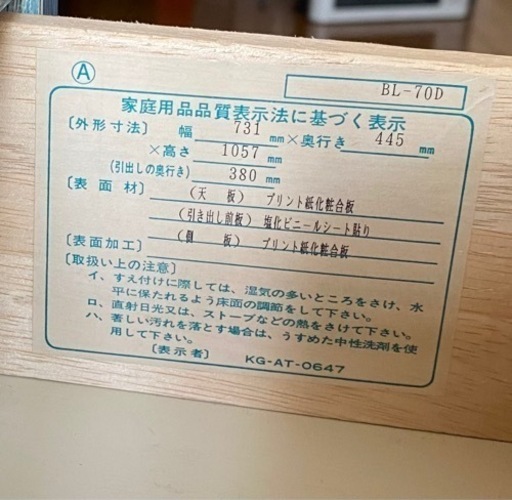 Ⓐ
BL-70D
家庭用品品質表示法に基づく表示
〔外形寸法〕 幅 731 mm×奥行き 445 mm
×高さ 1057 mm
(引出しの奥行き) 380 mm
〔表面材〕 (天 板) プリント紙化粧合板
(引き出し前板) 塩化ビニールシート貼り
(側 板) プリント紙化粧合板
〔表面加工〕
〔取扱い上の注意〕
イ、すえ付けに際しては、湿気の多いところをさけ、水
平に保たれるよう床面の調節をして下さい。
ロ、直射日光又は、ストーブなどの熱をさけて下さい。
ハ、著しい汚れを落とす場合は、うすめた中性洗剤を使
用して下さい。
〔表示者〕 KG-AT-0647